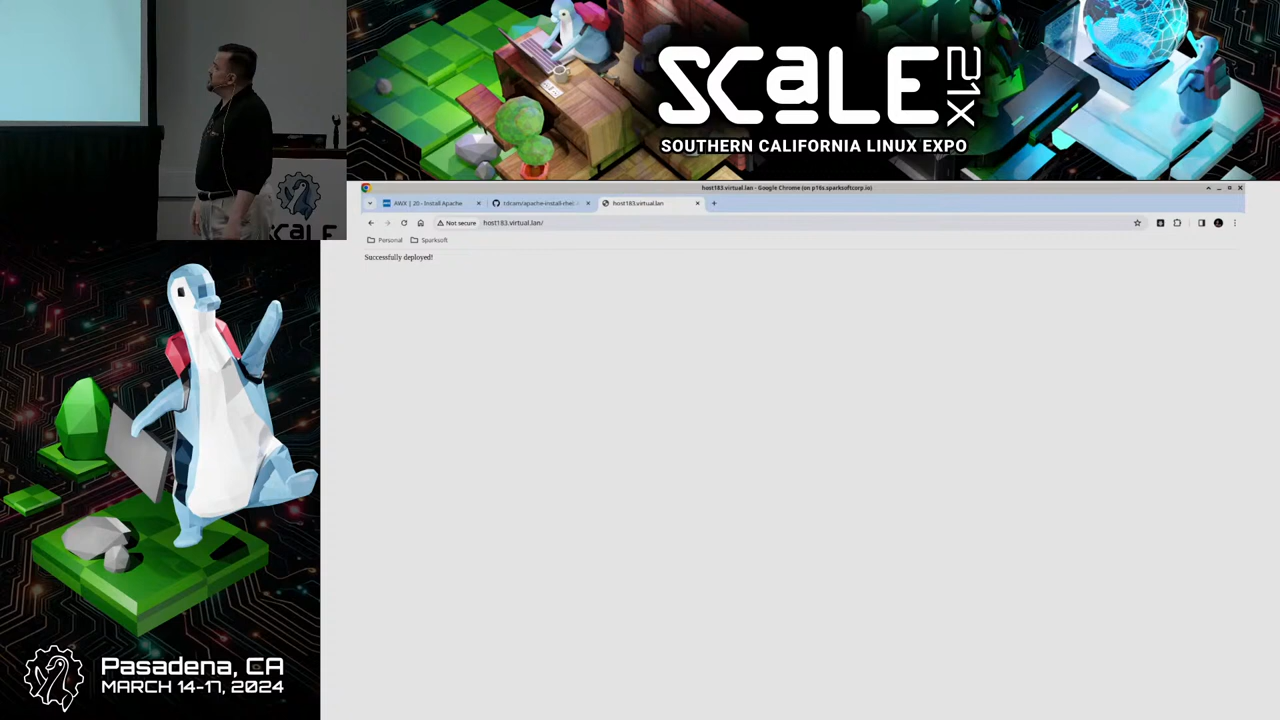 SCALE 21X
SOUTHERN CALIFORNIA LINUX EXPO
host183.virtual.lan - Google Chrome (on p16s.sparksoftcorp.io)
AWX | 20 - Install Apache
host183.virtual.lan
Not secure
host183.virtual.lan/
Personal
Sparksoft
Successfully deployed!
SCALE
Pasadena, CA
MARCH 14-17, 2024